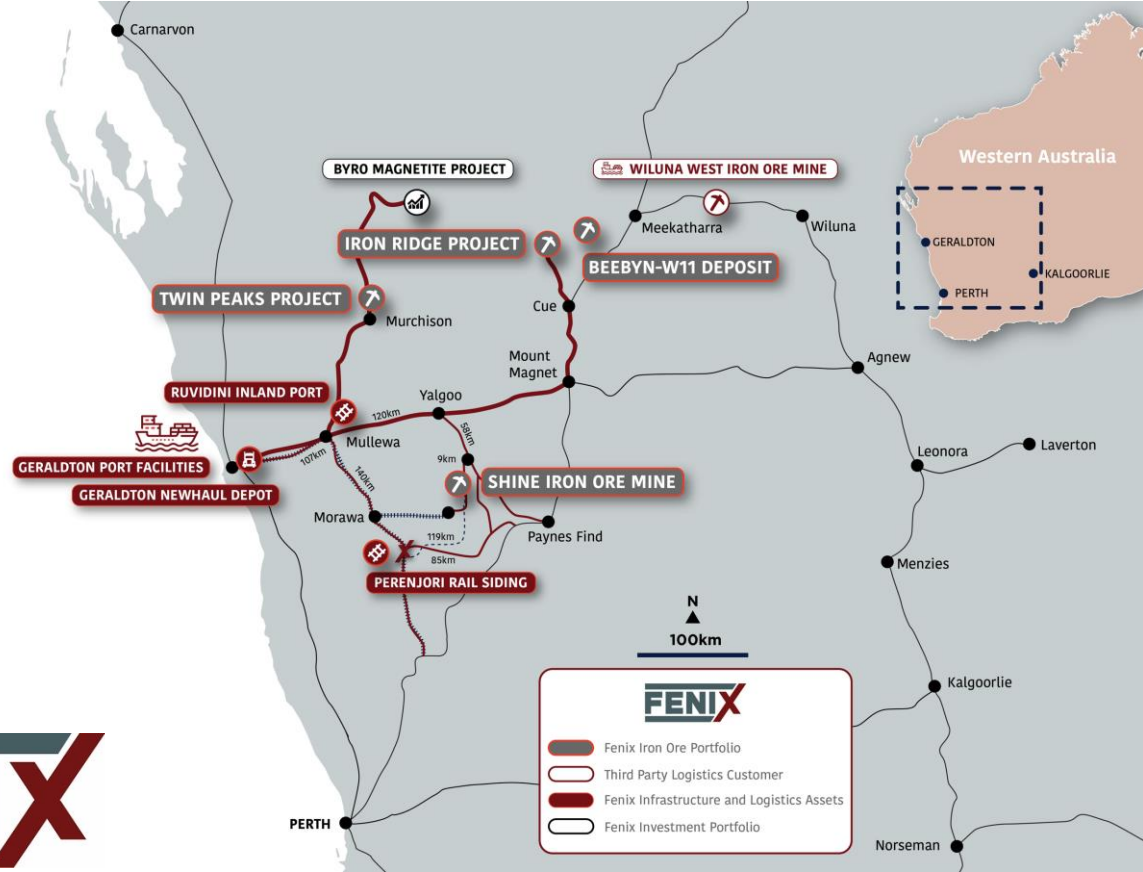 Carnarvon
Western Australia
GERALDTON
KALGOORLIE
PERTH
BYRO MAGNETITE PROJECT
WILUNA WEST IRON ORE MINE
Meekatharra
Wiluna
IRON RIDGE PROJECT
BEEBYN-W11 DEPOSIT
TWIN PEAKS PROJECT
Murchison
Cue
Mount
Magnet
Agnew
RUVIDINI INLAND PORT
Yalgoo
120km
58km
Mullewa
107km
GERALDTON PORT FACILITIES
GERALDTON NEWHAUL DEPOT
140km
9km
SHINE IRON ORE MINE
Leonora
Laverton
Morawa
119km
85km
Paynes Find
X
PERENJORI RAIL SIDING
Menzies
N
100km
FENIX
Fenix Iron Ore Portfolio
Third Party Logistics Customer
Fenix Infrastructure and Logistics Assets
Fenix Investment Portfolio
Kalgoorlie
X
PERTH
Norseman